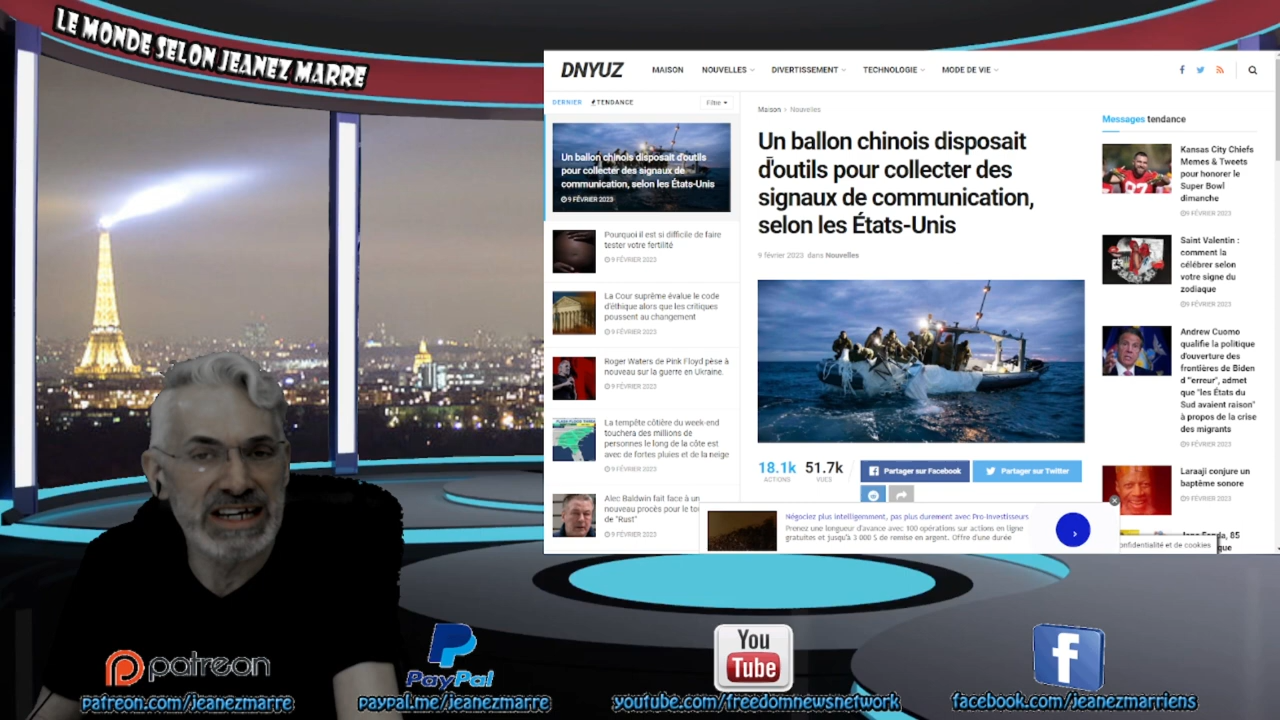 LE MONDE SELON JEANEZ MARRE
DNYUZ
MAISON
NOUVELLES
DIVERTISSEMENT
TECHNOLOGIE
MODE DE VIE
DERNIER
TENDANCE
Filtre
Un ballon chinois disposait d'outils
pour collecter des signaux de
communication, selon les États-Unis
9 FÉVRIER 2023
Pourquoi il est si difficile de faire
tester votre fertilité
9 FÉVRIER 2023
La Cour suprême évalue le code
d'éthique alors que les critiques
poussent au changement
9 FÉVRIER 2023
Roger Waters de Pink Floyd pèse à
nouveau sur la guerre en Ukraine.
9 FÉVRIER 2023
La tempête côtière du week-end
touchera des millions de
personnes le long de la côte est
avec de fortes pluies et de la neige
9 FÉVRIER 2023
Alec Baldwin fait face à un
nouveau procès pour le
de "Rust"
9 FÉVRIER 2023
Maison > Nouvelles
Un ballon chinois disposait
d'outils pour collecter des
signaux de communication,
selon les États-Unis
9 février 2023 dans Nouvelles
18.1k
ACTIONS
51.7k
VUES
Partager sur Facebook
Partager sur Twitter
Messages tendance
Kansas City Chiefs
Memes & Tweets
pour honorer le
Super Bowl
dimanche
9 FÉVRIER 2023
Saint Valentin :
comment la
célébrer selon
votre signe du
zodiaque
9 FÉVRIER 2023
Andrew Cuomo
qualifie la politique
d'ouverture des
frontières de Biden
d "erreur", admet
que "les États du
Sud avaient raison"
à propos de la crise
des migrants
9 FÉVRIER 2023
Laraaji conjure un
baptême sonore
9 FÉVRIER 2023
Négociez plus intelligemment, pas plus durement avec Pro-Investisseurs
Prenez une longueur d'avance avec 100 opérations sur actions en ligne
gratuites et jusqu'à 3 000 $ de remise en argent. Offre d'une durée
onfidentialité et de cookies
patreon
patreon.com/jeanezmarre
PayPal
paypal.me/jeanezmarre
You
Tube
youtube.com/freedomnewsnetwork
f
facebook.com/jeanezmarriens